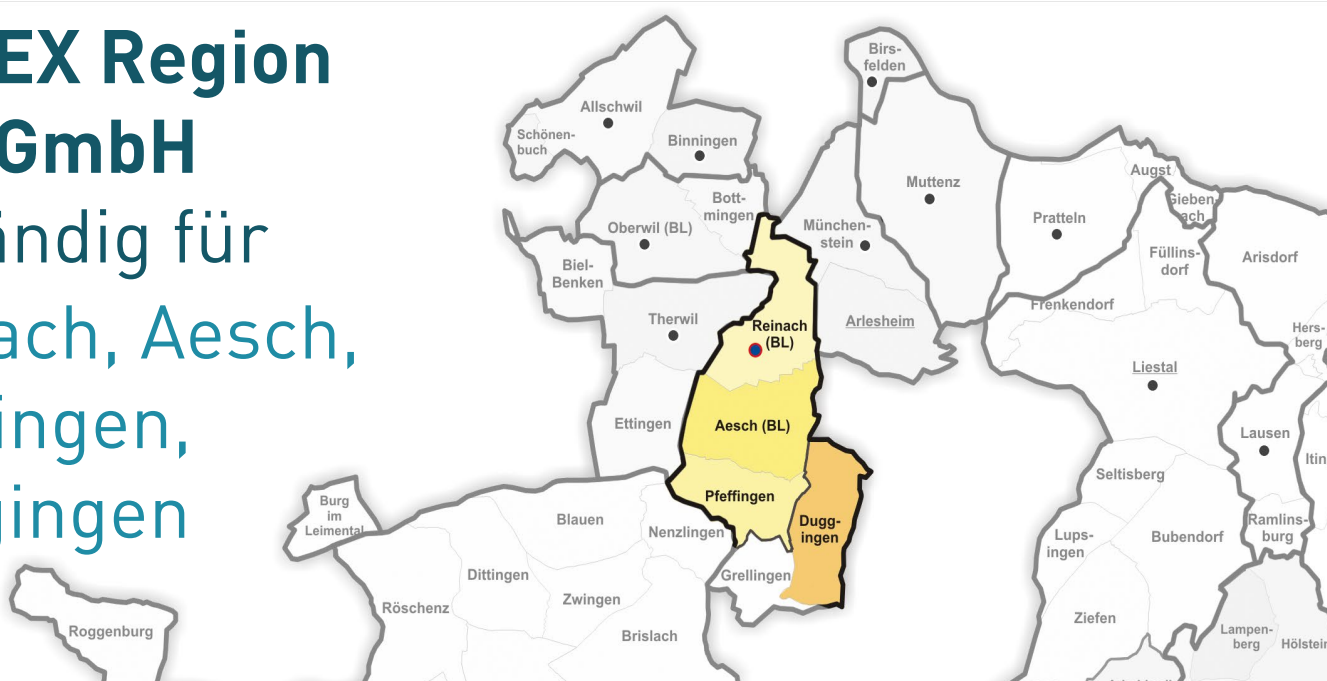 EX Region
GmbH
ändig für
ach, Aesch,
ingen,
gingen
Birs-
felden
Allschwil
Schönen-
buch
Binningen
Augst
Muttenz
Bott-
mingen
Gieben-
ach
Pratteln
Oberwil (BL)
München-
stein
Füllins-
dorf
Arisdorf
Biel-
Benken
Frenkendorf
Therwil
Arlesheim
Reinach
(BL)
Hers-
berg
Liestal
Ettingen
Aesch (BL)
Lausen
Itin
Seltisberg
Pfeffingen
Burg
im
Leimental
Blauen
Nenzlingen
Dugg-
ingen
Ramlins-
burg
Lups-
ingen
Bubendorf
Dittingen
Grellingen
Zwingen
Röschenz
Ziefen
Roggenburg
Brislach
Lampen-
berg
Hölstein